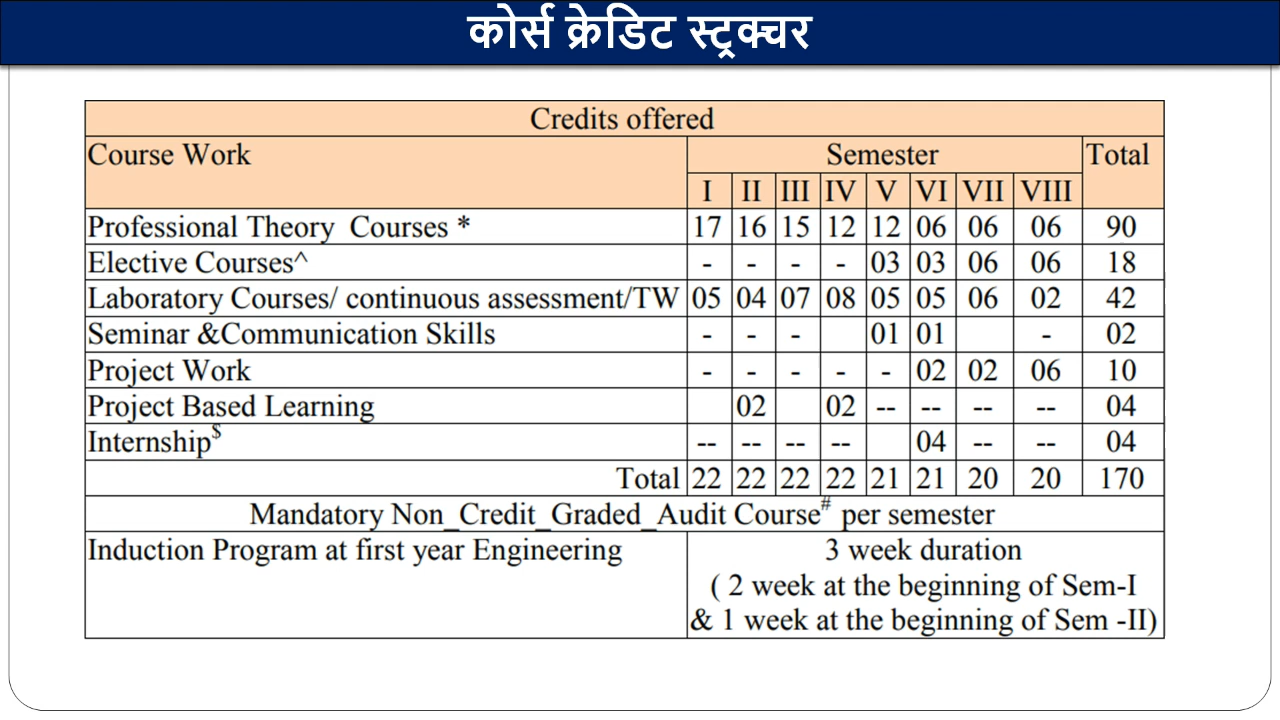 कोर्स क्रेडिट स्ट्रक्चर
Credits offered
Course Work Semester Total
I II III IV V VI VII VIII
Professional Theory Courses * 17 16 15 12 12 06 06 06 90
Elective Courses^ - - - - 03 03 06 06 18
Laboratory Courses/ continuous assessment/TW 05 04 07 08 05 05 06 02 42
Seminar &Communication Skills - - - 01 01 - 02
Project Work - - - - - 02 02 06 10
Project Based Learning 02 02 -- -- -- -- 04
Internship$ -- -- -- -- 04 -- -- 04
Total 22 22 22 22 21 21 20 20 170
Mandatory Non_Credit_Graded_Audit Course# per semester
Induction Program at first year Engineering 3 week duration
( 2 week at the beginning of Sem-I
& 1 week at the beginning of Sem -II)